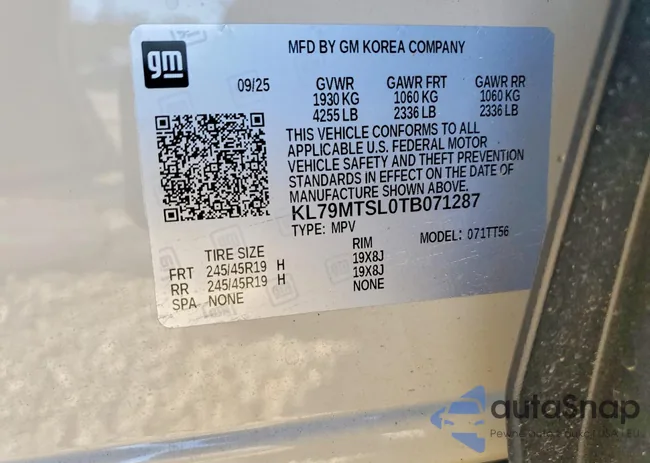 gm
MFD BY GM KOREA COMPANY
09/25 GVWR GAWR FRT GAWR RR
1930 KG 1060 KG 1060 KG
4255 LB 2336 LB 2336 LB
THIS VEHICLE CONFORMS TO ALL
APPLICABLE U.S. FEDERAL MOTOR
VEHICLE SAFETY AND THEFT PREVENTION
STANDARDS IN EFFECT ON THE DATE OF
MANUFACTURE SHOWN ABOVE.
KL79MTSL0TB071287
TYPE: MPV MODEL: 071TT56
TIRE SIZE RIM
FRT 245/45R19 H 19X8J
RR 245/45R19 H 19X8J
SPA NONE NONE
autoSnap